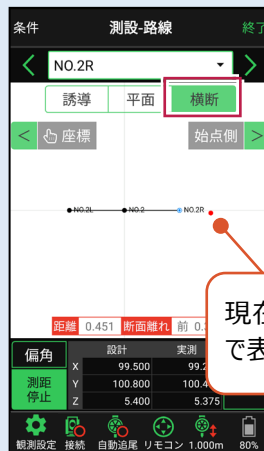 条件 測設-路線 終了
NO.2R
誘導 平面 横断
座標 始点側
NO.2L NO.2 NO.2R
距離 0.451 断面離れ 前 0.
現在
で表
偏角 設計 実測
測距 X 99.500 99.2
停止 Y 100.800 100.4
Z 5.400 5.375
観測設定 接続 自動追尾 リモコン 1.000m 80%